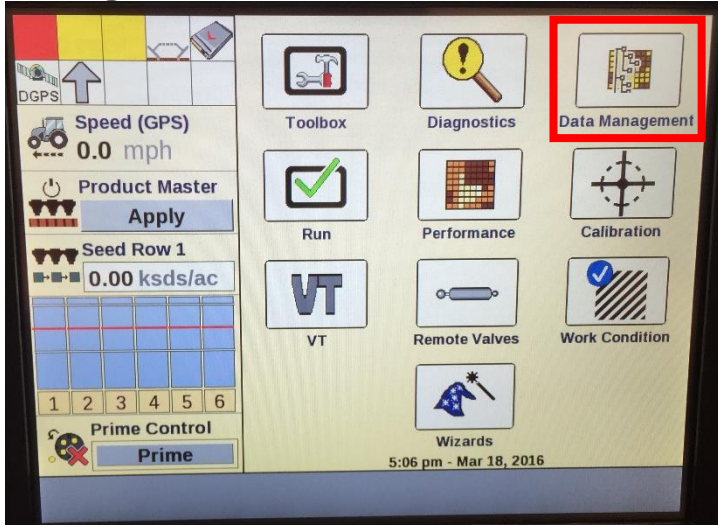 DGPS
Speed (GPS)
0.0 mph
Product Master
Apply
Seed Row 1
0.00 ksds/ac
1 2 3 4 5 6
Prime Control
Prime
Toolbox
Diagnostics
Data Management
Run
Performance
Calibration
VT
VT
Remote Valves
Work Condition
Wizards
5:06 pm - Mar 18, 2016